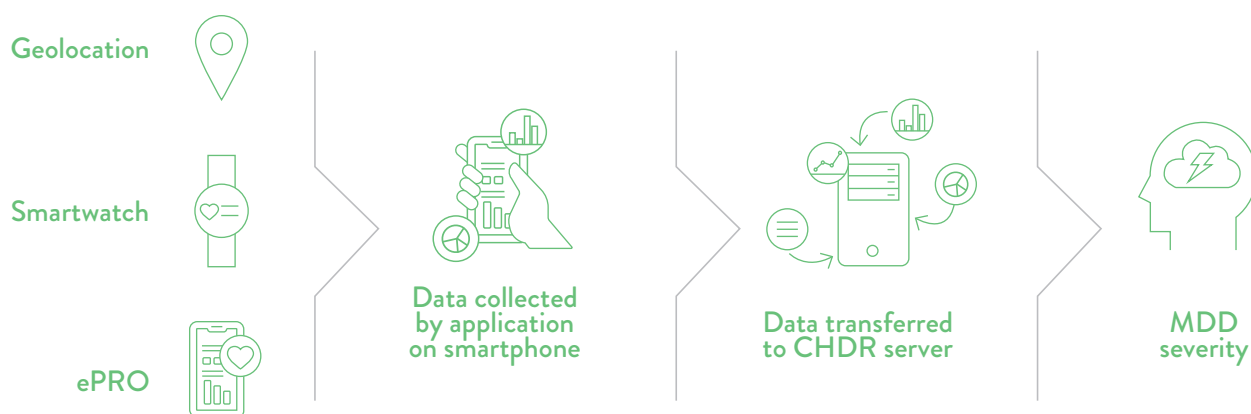 Geolocation
Smartwatch
ePRO
Data collected
by application
on smartphone
Data transferred
to CHDR server
MDD
severity